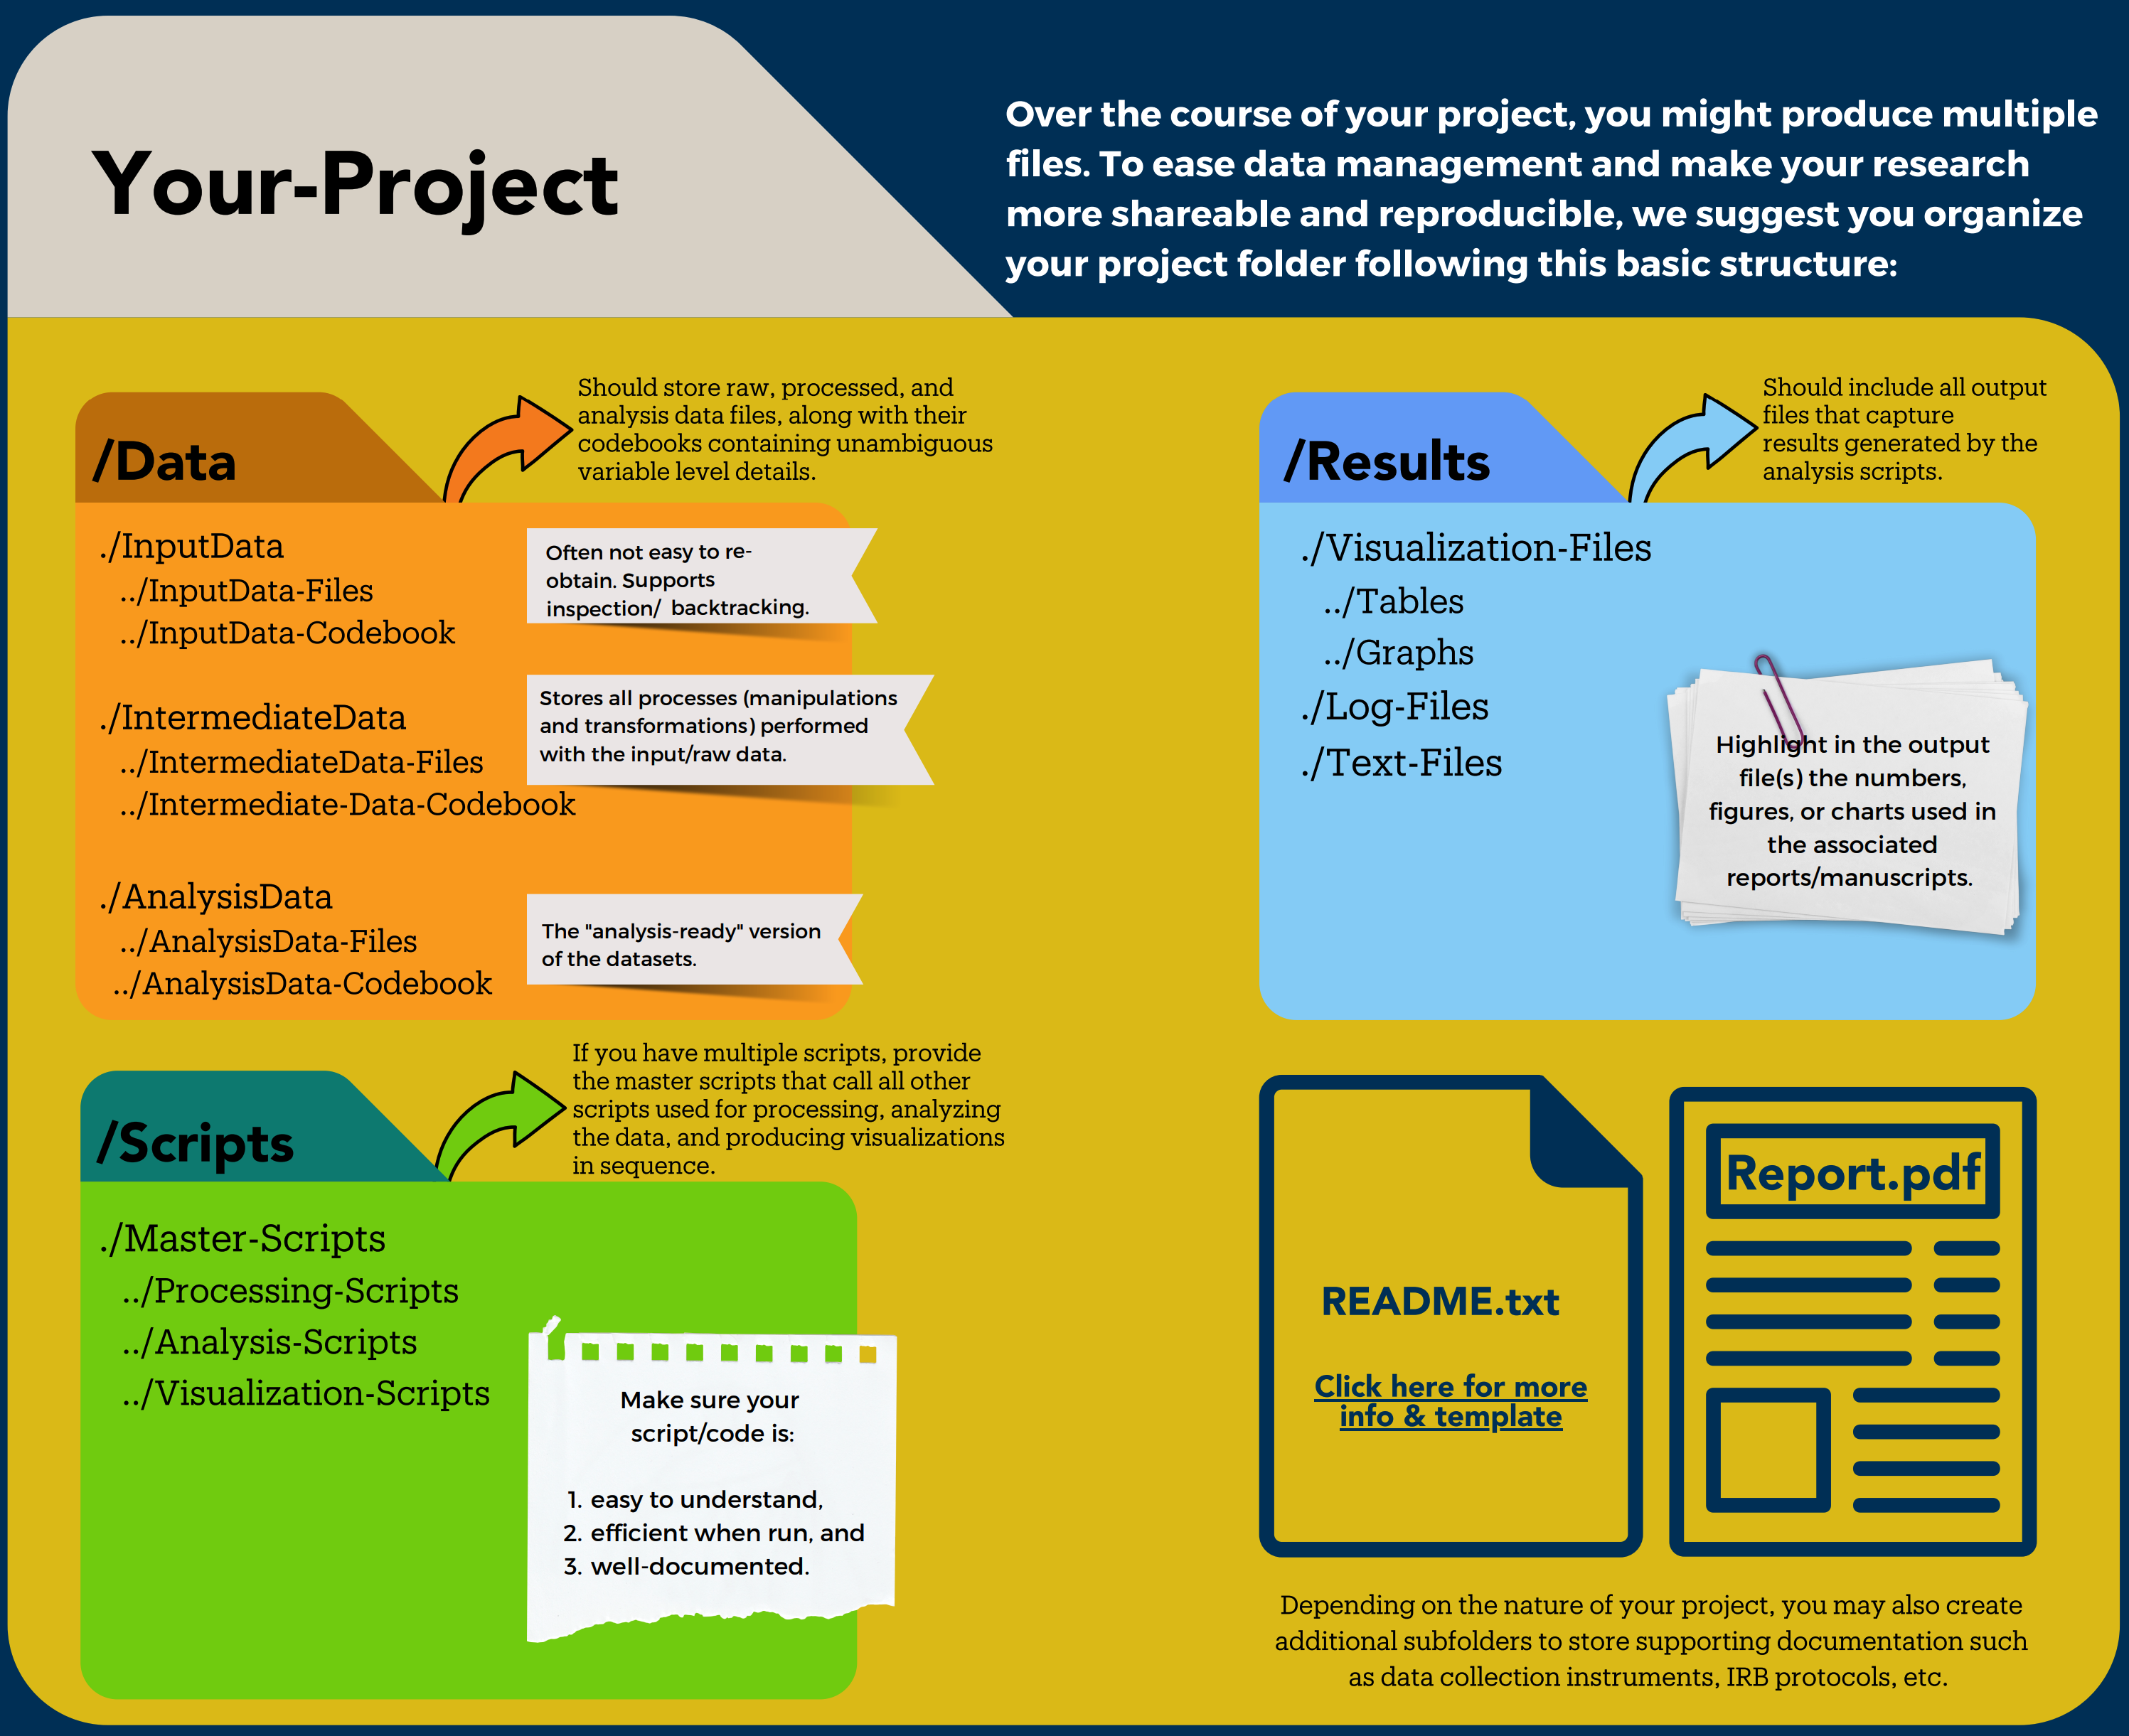 Your-Project
Over the course of your project, you might produce multiple
files. To ease data management and make your research
more shareable and reproducible, we suggest you organize
your project folder following this basic structure:
/Data
Should store raw, processed, and
analysis data files, along with their
codebooks containing unambiguous
variable level details.
./InputData
../InputData-Files
../InputData-Codebook
Often not easy to re-
obtain. Supports
inspection/ backtracking.
./IntermediateData
../IntermediateData-Files
../Intermediate-Data-Codebook
Stores all processes (manipulations
and transformations) performed
with the input/raw data.
./AnalysisData
../AnalysisData-Files
../AnalysisData-Codebook
The "analysis-ready" version
of the datasets.
/Results
Should include all output
files that capture
results generated by the
analysis scripts.
./Visualization-Files
../Tables
../Graphs
./Log-Files
./Text-Files
Highlight in the output
file(s) the numbers,
figures, or charts used in
the associated
reports/manuscripts.
/Scripts
If you have multiple scripts, provide
the master scripts that call all other
scripts used for processing, analyzing
the data, and producing visualizations
in sequence.
./Master-Scripts
../Processing-Scripts
../Analysis-Scripts
../Visualization-Scripts
Make sure your
script/code is:
1. easy to understand,
2. efficient when run, and
3. well-documented.
README.txt
Click here for more
info & template
Report.pdf
Depending on the nature of your project, you may also create
additional subfolders to store supporting documentation such
as data collection instruments, IRB protocols, etc.